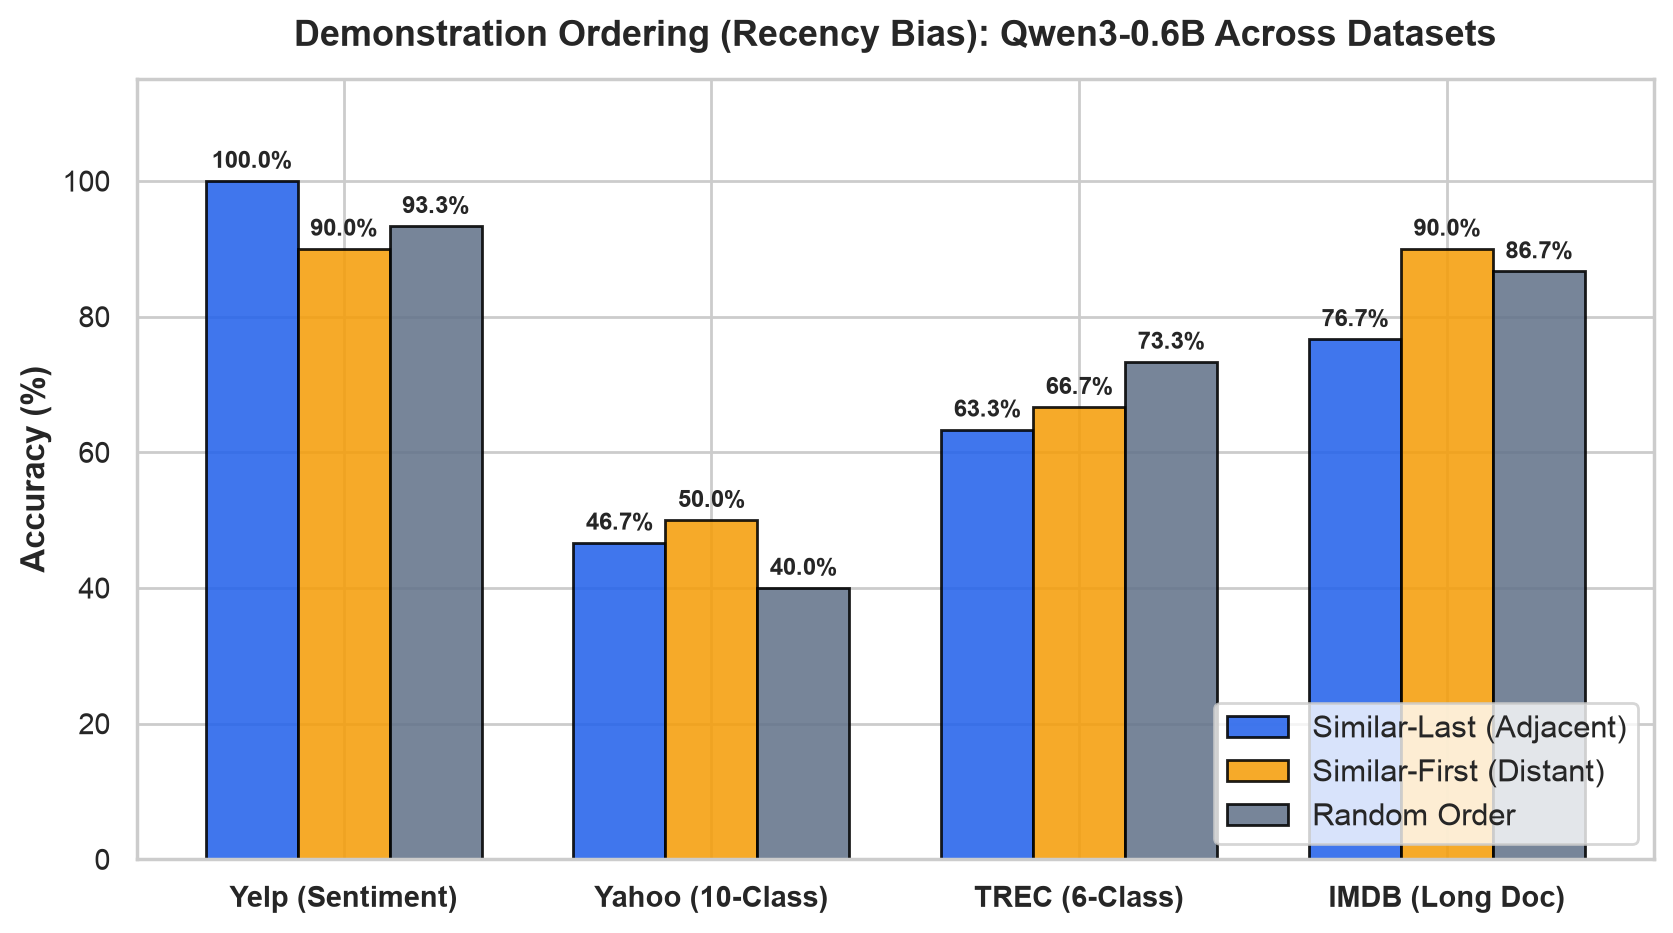 Demonstration Ordering (Recency Bias): Qwen3-0.6B Across Datasets
Accuracy (%)
100
80
60
40
20
0
100.0%
90.0%
93.3%
46.7%
50.0%
40.0%
63.3%
66.7%
73.3%
76.7%
90.0%
86.7%
Similar-Last (Adjacent)
Similar-First (Distant)
Random Order
Yelp (Sentiment)
Yahoo (10-Class)
TREC (6-Class)
IMDB (Long Doc)